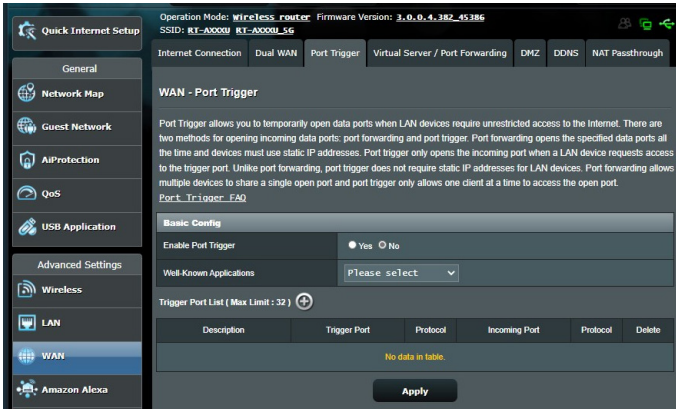 Quick Internet Setup
Operation Mode: Wireless router Firmware Version: 3.0.0.4.382_45386
SSID: RT-AXXXU RT-AXXXU_5G
Internet Connection Dual WAN Port Trigger Virtual Server / Port Forwarding DMZ DDNS NAT Passthrough
General
Network Map
Guest Network
AiProtection
QoS
USB Application
Advanced Settings
Wireless
LAN
WAN
Amazon Alexa
WAN - Port Trigger
Port Trigger allows you to temporarily open data ports when LAN devices require unrestricted access to the Internet. There are
two methods for opening incoming data ports: port forwarding and port trigger. Port forwarding opens the specified data ports all
the time and devices must use static IP addresses. Port trigger only opens the incoming port when a LAN device requests access
to the trigger port. Unlike port forwarding, port trigger does not require static IP addresses for LAN devices. Port forwarding allows
multiple devices to share a single open port and port trigger only allows one client at a time to access the open port.
Port Trigger FAQ
Basic Config
Enable Port Trigger Yes No
Well-Known Applications Please select
Trigger Port List ( Max Limit : 32 )
Description Trigger Port Protocol Incoming Port Protocol Delete
No data in table.
Apply